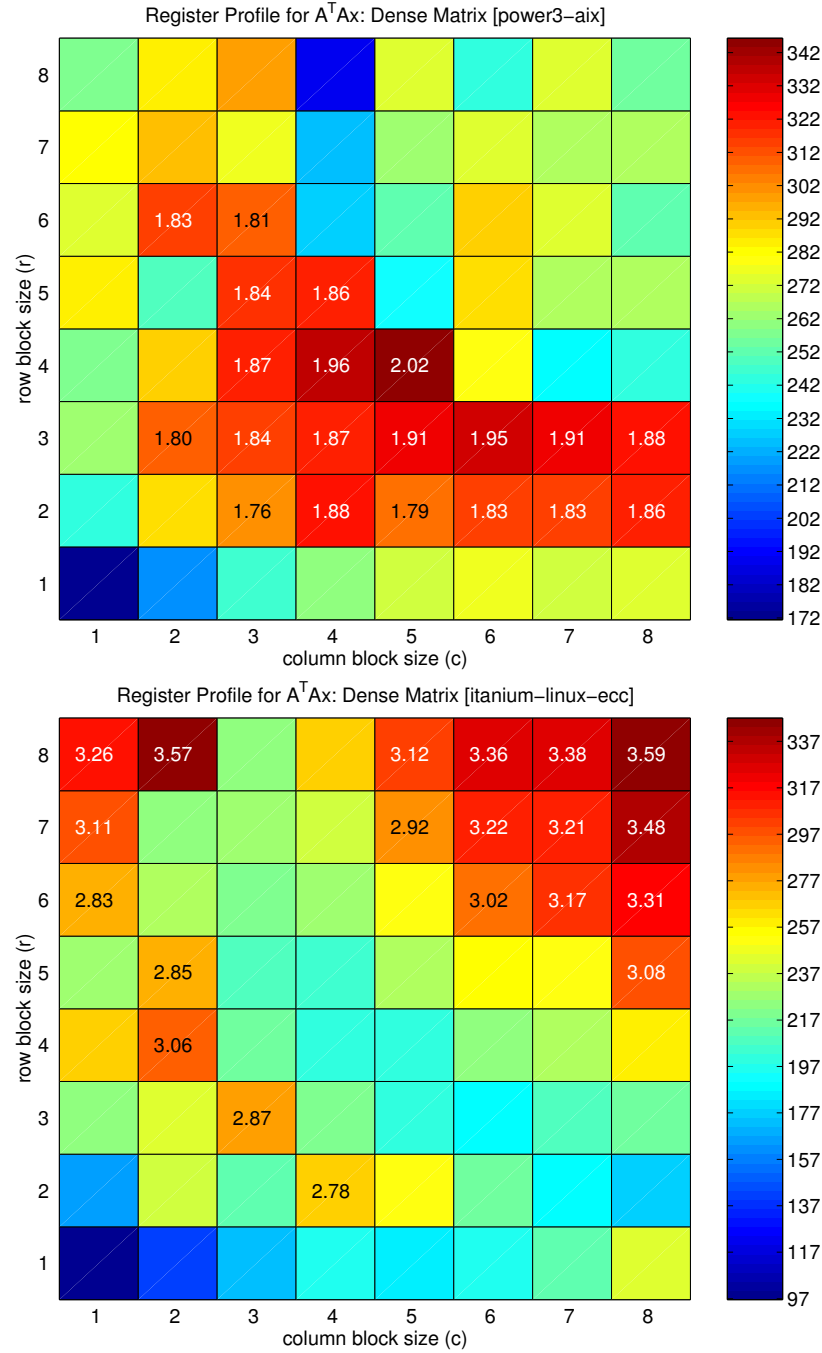 Register Profile for AᵀAx: Dense Matrix [power3−aix]
8
7
6 1.83 1.81
5 1.84 1.86
4 1.87 1.96 2.02
3 1.80 1.84 1.87 1.91 1.95 1.91 1.88
2 1.76 1.88 1.79 1.83 1.83 1.86
1
1 2 3 4 5 6 7 8
column block size (c)
row block size (r)
342
332
322
312
302
292
282
272
262
252
242
232
222
212
202
192
182
172
Register Profile for AᵀAx: Dense Matrix [itanium−linux−ecc]
8 3.26 3.57 3.12 3.36 3.38 3.59
7 3.11 2.92 3.22 3.21 3.48
6 2.83 3.02 3.17 3.31
5 2.85 3.08
4 3.06
3 2.87
2 2.78
1
1 2 3 4 5 6 7 8
column block size (c)
row block size (r)
337
317
297
277
257
237
217
197
177
157
137
117
97